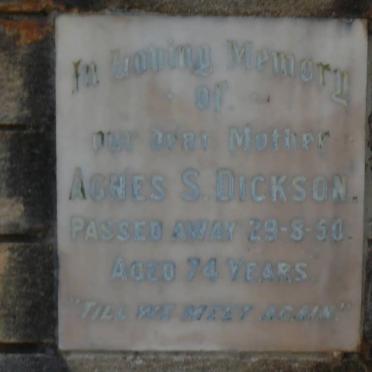 In Loving Memory
of
our dear Mother
AGNES S. DICKSON.
PASSED AWAY 29-8-50.
AGED 74 YEARS.
"TILL WE MEET AGAIN"